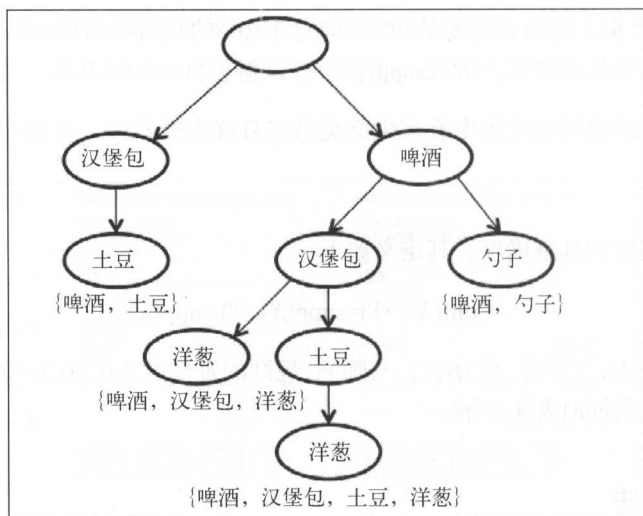 汉堡包 啤酒
土豆 汉堡包 勺子
{啤酒，土豆} {啤酒，勺子}
洋葱 土豆
{啤酒，汉堡包，洋葱}
洋葱
{啤酒，汉堡包，土豆，洋葱}